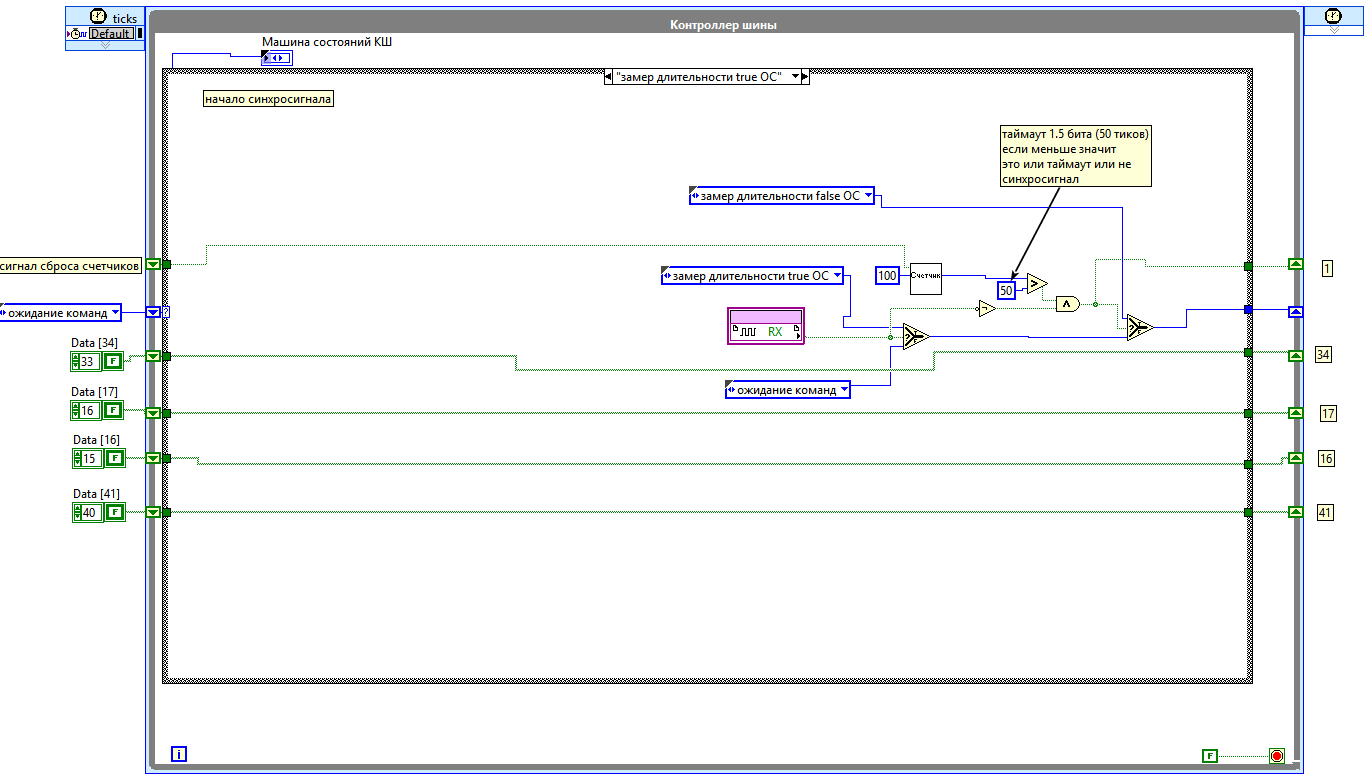 Контроллер шины
ticks
Default
Машина состояний КШ
"замер длительности true ОС"
начало синхросигнала
таймаут 1.5 бита (50 тиков)
если меньше значит
это или таймаут или не
синхросигнал
замер длительности false ОС
сигнал сброса счетчиков
замер длительности true ОС
100
Счетчик
50
>
1
ожидание команд
?
RX
¬
∧
T
?
F
T
?
F
Data [34]
33
F
34
ожидание команд
Data [17]
16
F
17
Data [16]
15
F
16
Data [41]
40
F
41
i
F